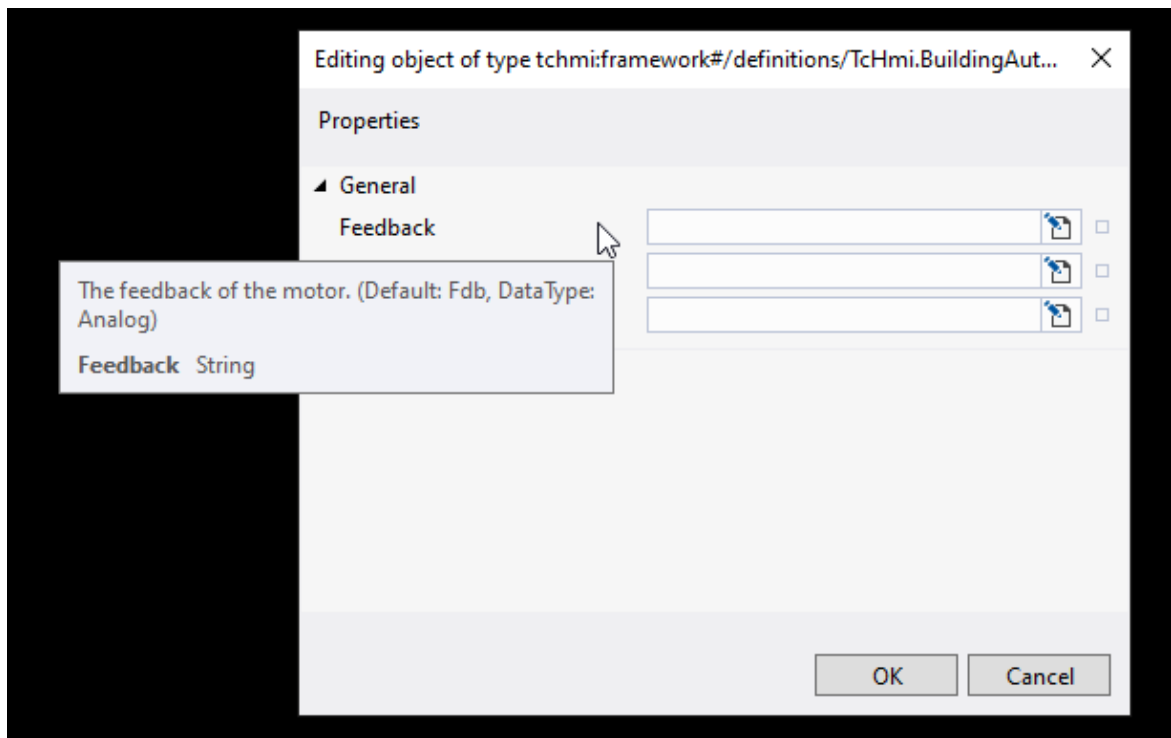 Editing object of type tchmi:framework#/definitions/TcHmi.BuildingAut...
Properties
General
Feedback
The feedback of the motor. (Default: Fdb, DataType:
Analog)
Feedback String
OK Cancel